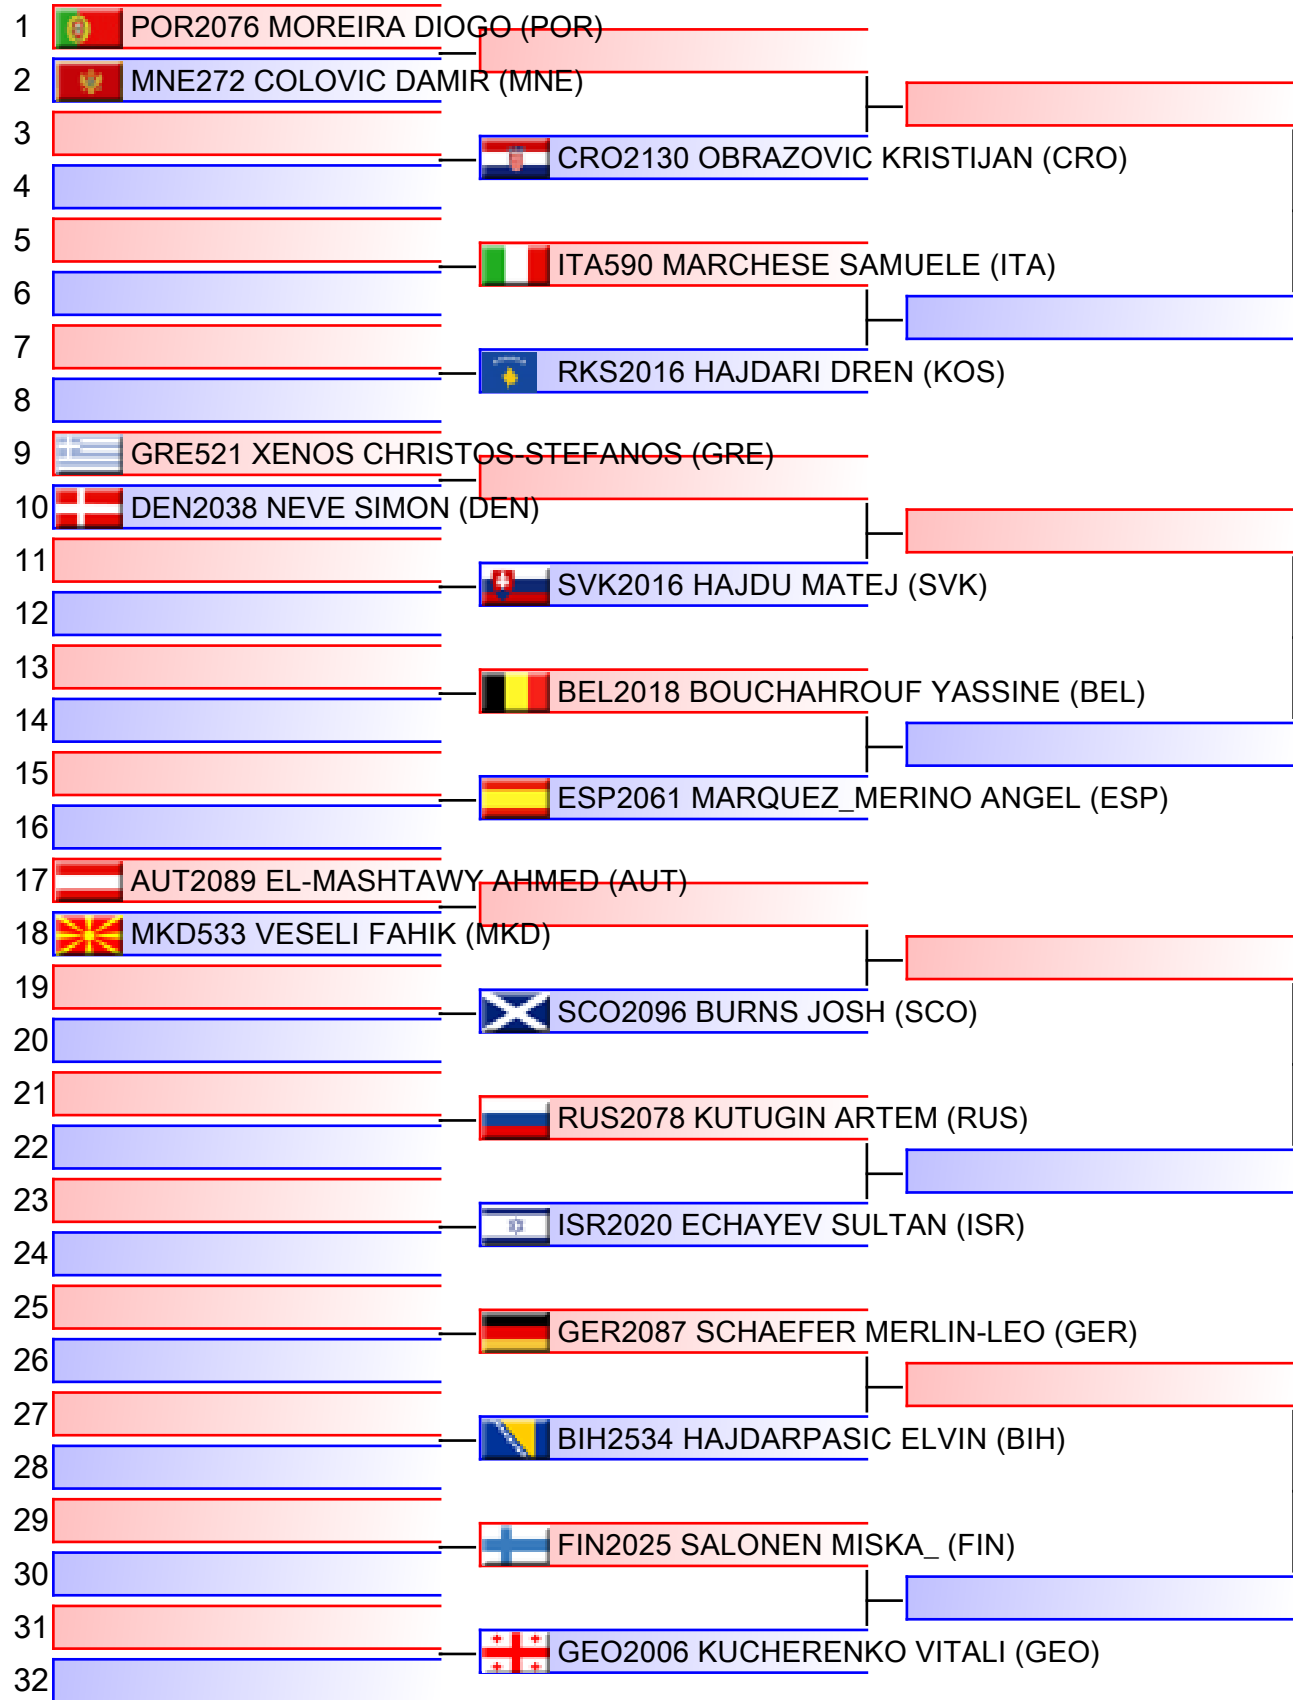 1 POR2076 MOREIRA DIOGO (POR)
2 MNE272 COLOVIC DAMIR (MNE)
3
CRO2130 OBRAZOVIC KRISTIJAN (CRO)
4
5
ITA590 MARCHESE SAMUELE (ITA)
6
7
RKS2016 HAJDARI DREN (KOS)
8
9 GRE521 XENOS CHRISTOS-STEFANOS (GRE)
10 DEN2038 NEVE SIMON (DEN)
11
SVK2016 HAJDU MATEJ (SVK)
12
13
BEL2018 BOUCHAHROUF YASSINE (BEL)
14
15
ESP2061 MARQUEZ_MERINO ANGEL (ESP)
16
17 AUT2089 EL-MASHTAWY AHMED (AUT)
18 MKD533 VESELI FAHIK (MKD)
19
SCO2096 BURNS JOSH (SCO)
20
21
RUS2078 KUTUGIN ARTEM (RUS)
22
23
ISR2020 ECHAYEV SULTAN (ISR)
24
25
GER2087 SCHAEFER MERLIN-LEO (GER)
26
27
BIH2534 HAJDARPASIC ELVIN (BIH)
28
29
FIN2025 SALONEN MISKA_ (FIN)
30
31
GEO2006 KUCHERENKO VITALI (GEO)
32